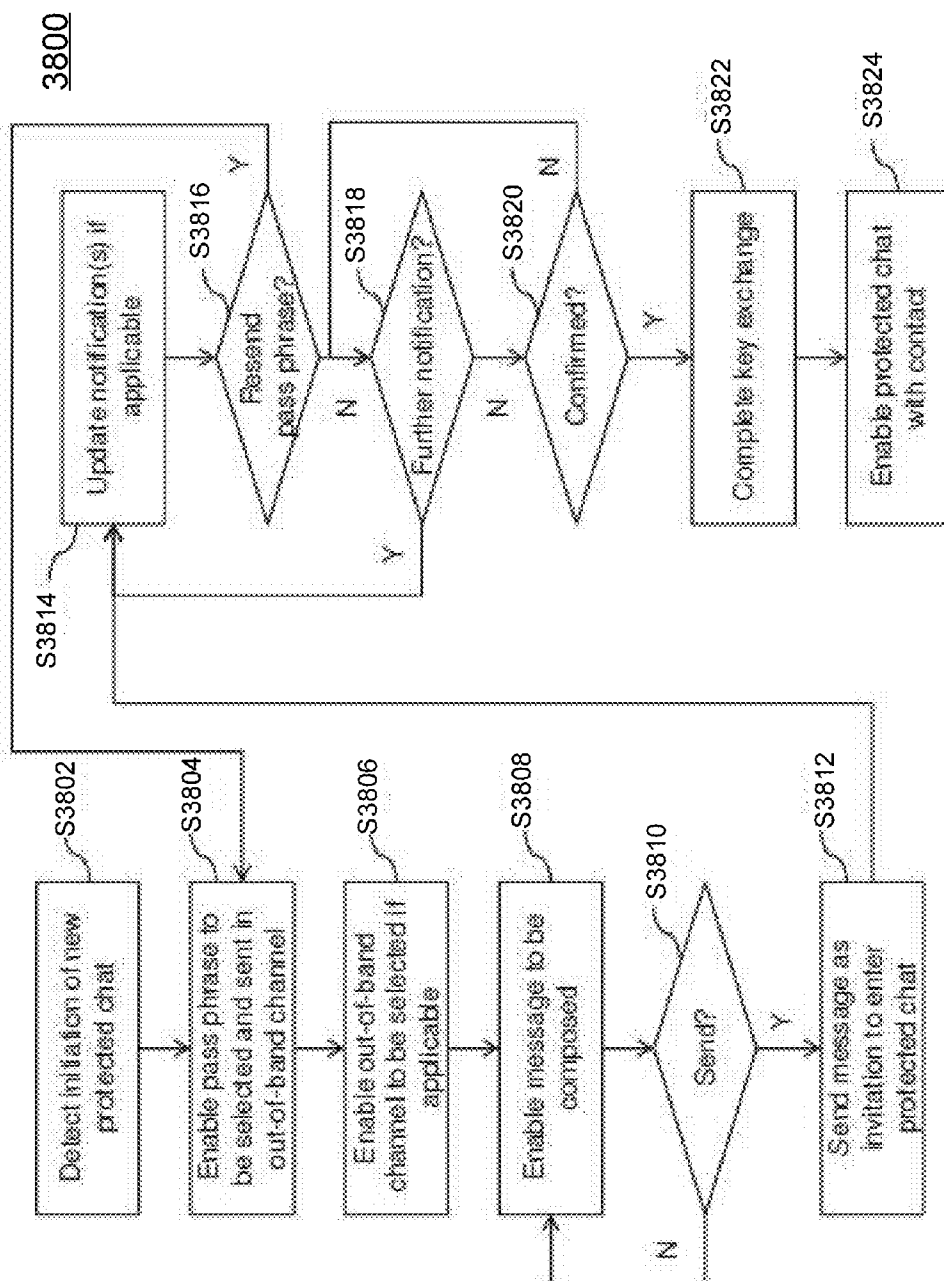 3800
Detect initiation of new
protected chat
S3802
Enable pass phrase to
be selected and sent in
out-of-band channel
S3804
Enable out-of-band
channel to be selected if
applicable
S3806
Enable message to be
composed
S3808
Send?
S3810
N
Y
Send message as
invitation to enter
protected chat
S3812
S3814
Update notification(s) if
applicable
Resend
pass phrase?
S3816
Y
N
Further notification?
S3818
Y
N
Confirmed?
S3820
N
Y
Complete key exchange
S3822
Enable protected chat
with contact
S3824